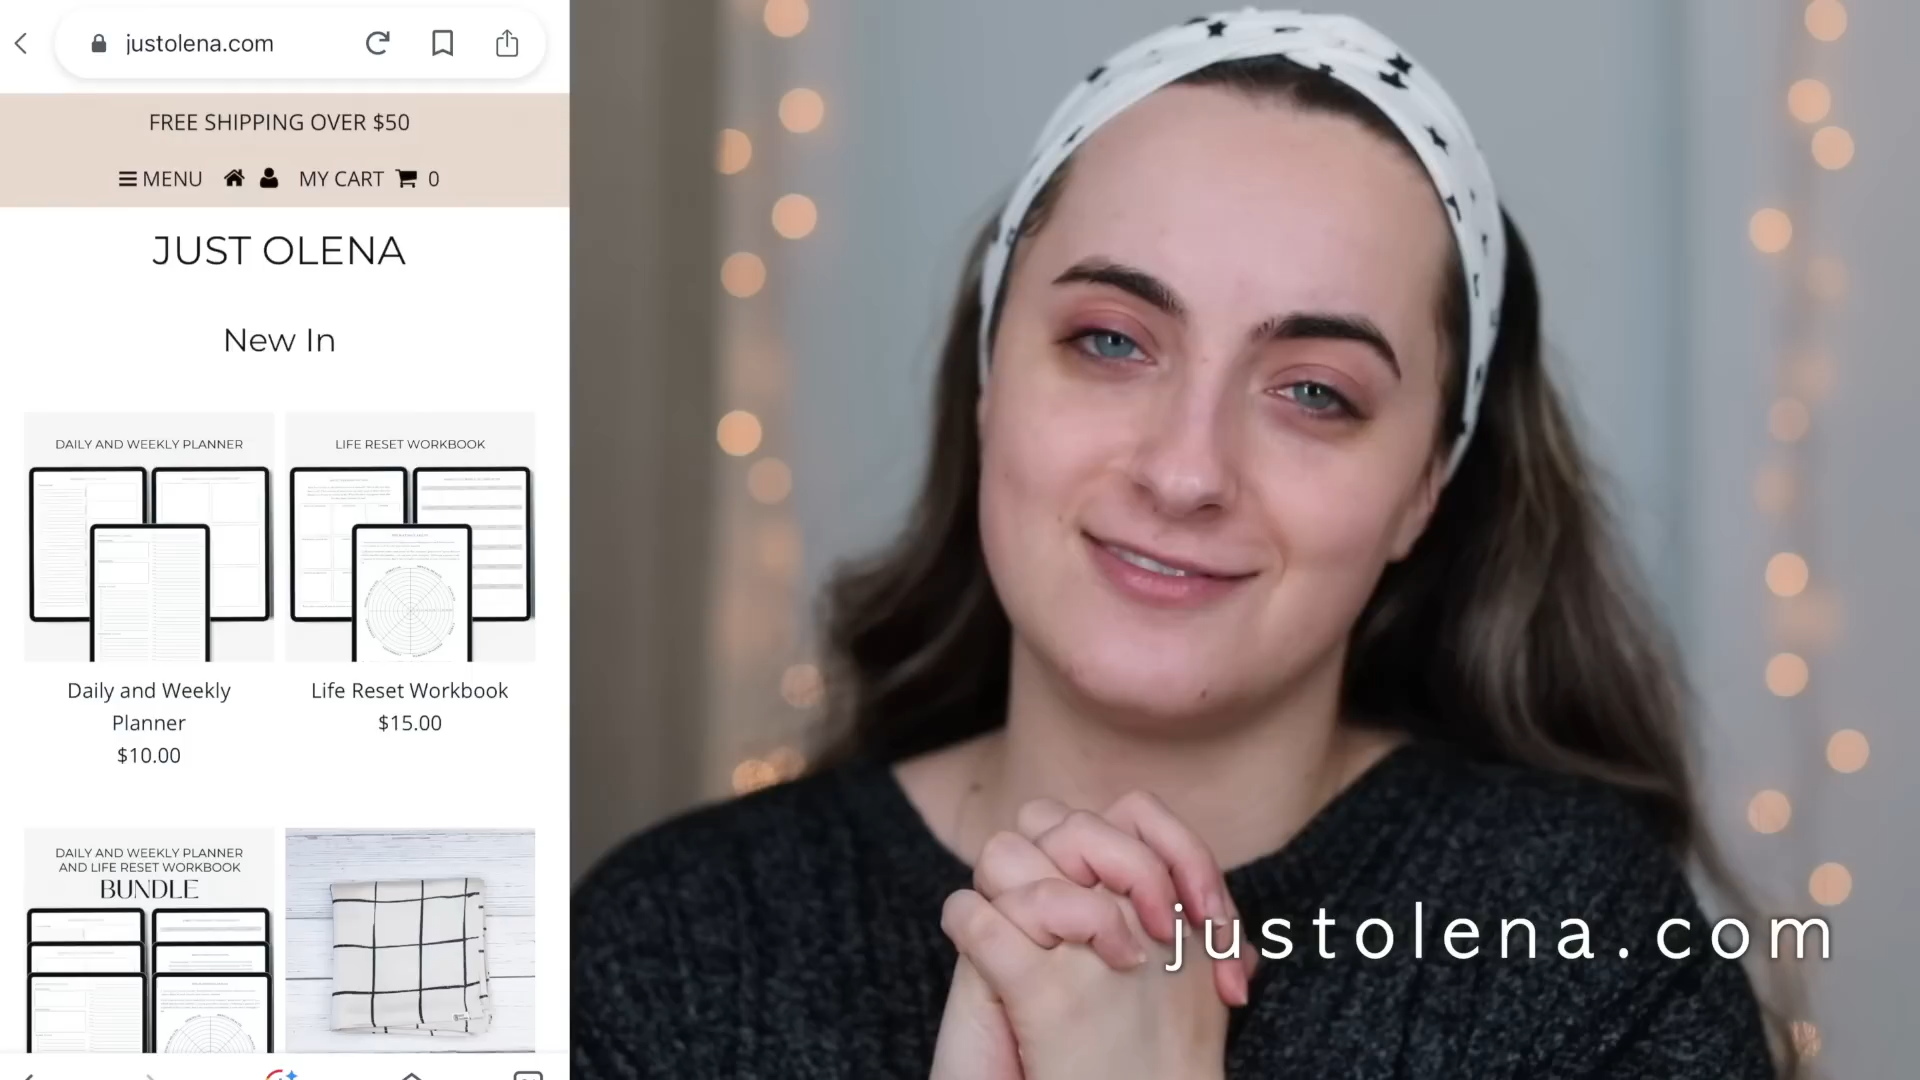 justolena.com
FREE SHIPPING OVER $50
MENU MY CART 0
JUST OLENA
New In
DAILY AND WEEKLY PLANNER
LIFE RESET WORKBOOK
Daily and Weekly
Planner
$10.00
Life Reset Workbook
$15.00
DAILY AND WEEKLY PLANNER
AND LIFE RESET WORKBOOK
BUNDLE
justolena.com